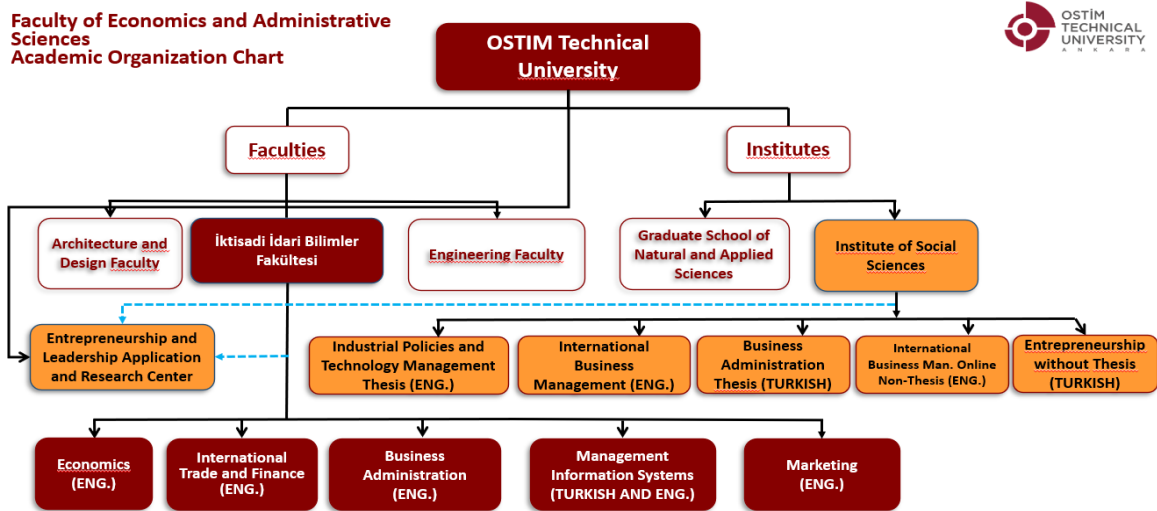 Faculty of Economics and Administrative
Sciences
Academic Organization Chart
OSTIM Technical
University
OSTİM
TECHNICAL
UNIVERSITY
ANKARA
Faculties
Institutes
Architecture and
Design Faculty
İktisadi İdari Bilimler
Fakültesi
Engineering Faculty
Graduate School of
Natural and Applied
Sciences
Institute of Social
Sciences
Entrepreneurship and
Leadership Application
and Research Center
Industrial Policies and
Technology Management
Thesis (ENG.)
International
Business
Management (ENG.)
Business
Administration
Thesis (TURKISH)
International
Business Man. Online
Non-Thesis (ENG.)
Entrepreneurship
without Thesis
(TURKISH)
Economics
(ENG.)
International
Trade and Finance
(ENG.)
Business
Administration
(ENG.)
Management
Information Systems
(TURKISH AND ENG.)
Marketing
(ENG.)